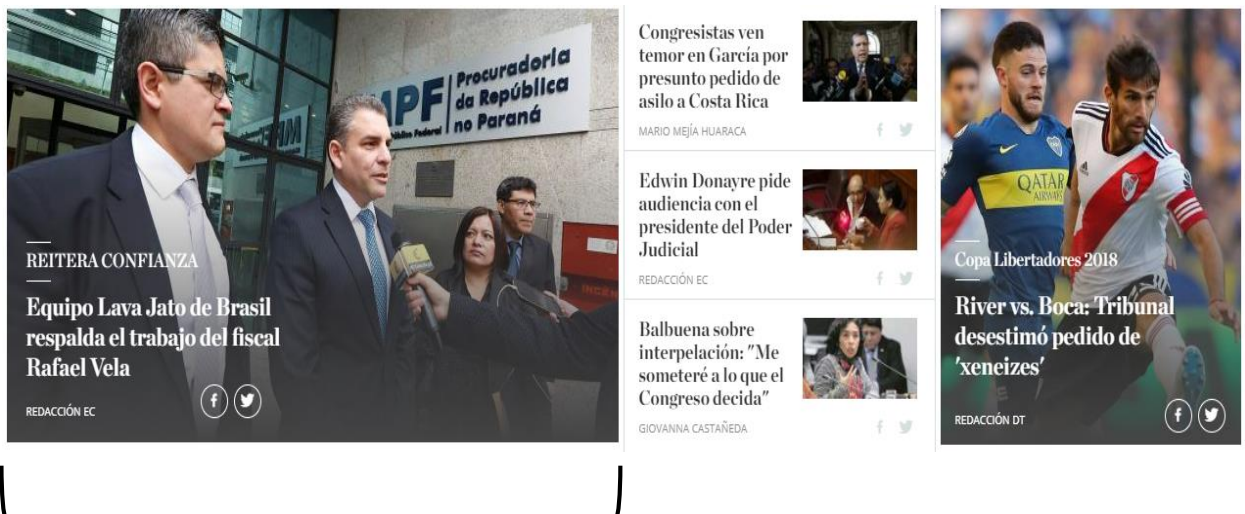 MPF
Procuradoria
da República
no Paraná
Público Federal
REITERA CONFIANZA
Equipo Lava Jato de Brasil
respalda el trabajo del fiscal
Rafael Vela
REDACCIÓN EC
Congresistas ven
temor en García por
presunto pedido de
asilo a Costa Rica
MARIO MEJÍA HUARACA
Edwin Donayre pide
audiencia con el
presidente del Poder
Judicial
REDACCIÓN EC
Balbuena sobre
interpelación: "Me
someteré a lo que el
Congreso decida"
GIOVANNA CASTAÑEDA
QATAR
AIRWAYS
Copa Libertadores 2018
River vs. Boca: Tribunal
desestimó pedido de
'xeneizes'
REDACCIÓN DT